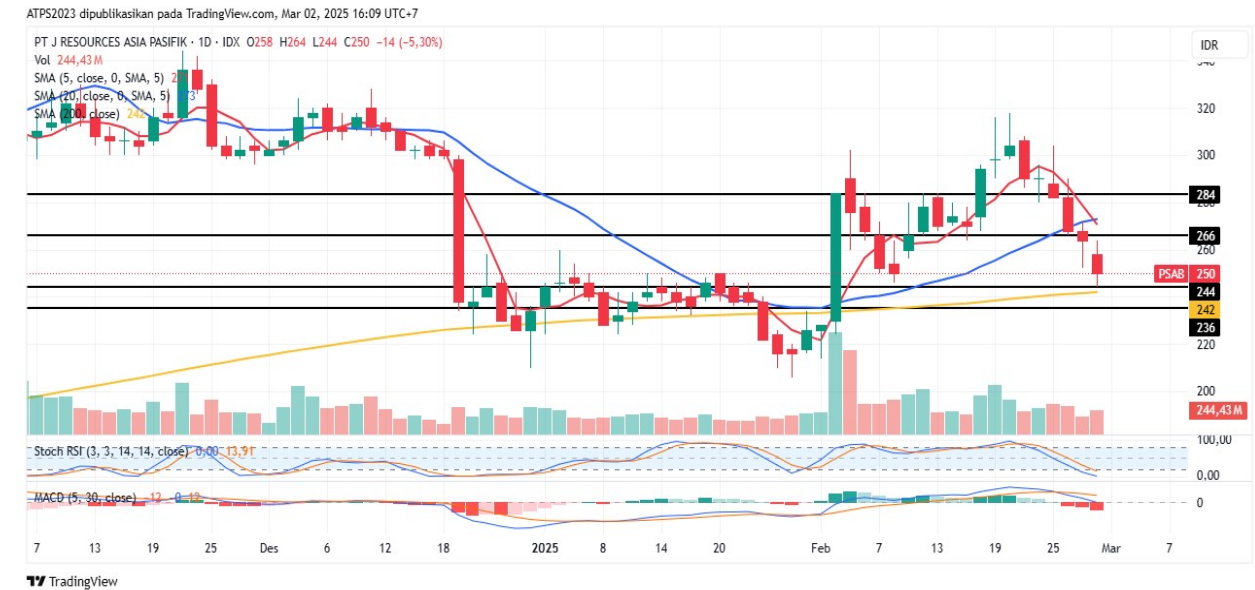 ATPS2023 dipublikasikan pada TradingView.com, Mar 02, 2025 16:09 UTC+7
PT J RESOURCES ASIA PASIFIK · 1D · IDX O258 H264 L244 C250 −14 (−5,30%)
IDR
Vol 244,43 M
SMA (5, close, 0, SMA, 5)
SMA (20, close, 0, SMA, 5)
SMA (200, close) 242
320
300
284
280
266
260
PSAB 250
244
242
236
220
200
244,43 M
Stoch RSI (3, 3, 14, 14, close) 0,00 13,91
100,00
0,00
MACD (5, 30, close) −12 0 12
0
7 13 19 25 Des 6 12 18 2025 8 14 20 Feb 7 13 19 25 Mar 7
TradingView